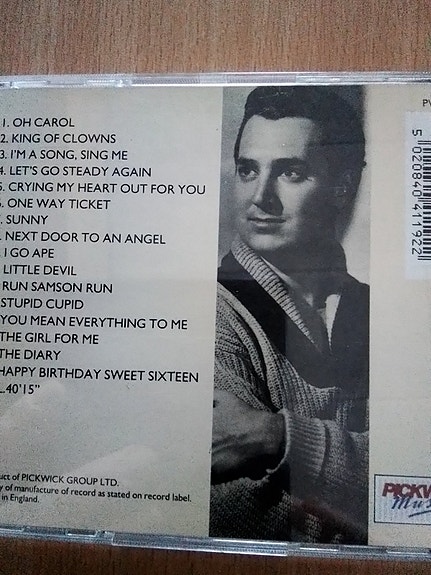 1. OH CAROL
2. KING OF CLOWNS
3. I'M A SONG, SING ME
4. LET'S GO STEADY AGAIN
5. CRYING MY HEART OUT FOR YOU
6. ONE WAY TICKET
7. SUNNY
NEXT DOOR TO AN ANGEL
I GO APE
LITTLE DEVIL
RUN SAMSON RUN
STUPID CUPID
YOU MEAN EVERYTHING TO ME
THE GIRL FOR ME
THE DIARY
HAPPY BIRTHDAY SWEET SIXTEEN
40'15"
of PICKWICK GROUP LTD.
of manufacture of record as stated on record label.
in England.
5 020840 411922